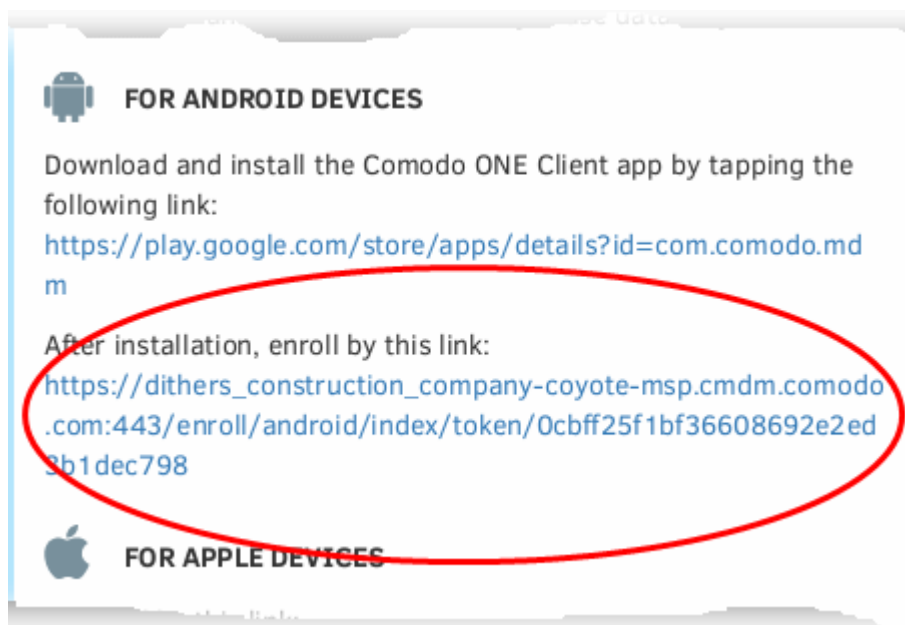 FOR ANDROID DEVICES
Download and install the Comodo ONE Client app by tapping the
following link:
https://play.google.com/store/apps/details?id=com.comodo.md
m
After installation, enroll by this link:
https://dithers_construction_company-coyote-msp.cmdm.comodo
.com:443/enroll/android/index/token/0cbff25f1bf36608692e2ed
3b1dec798
FOR APPLE DEVICES